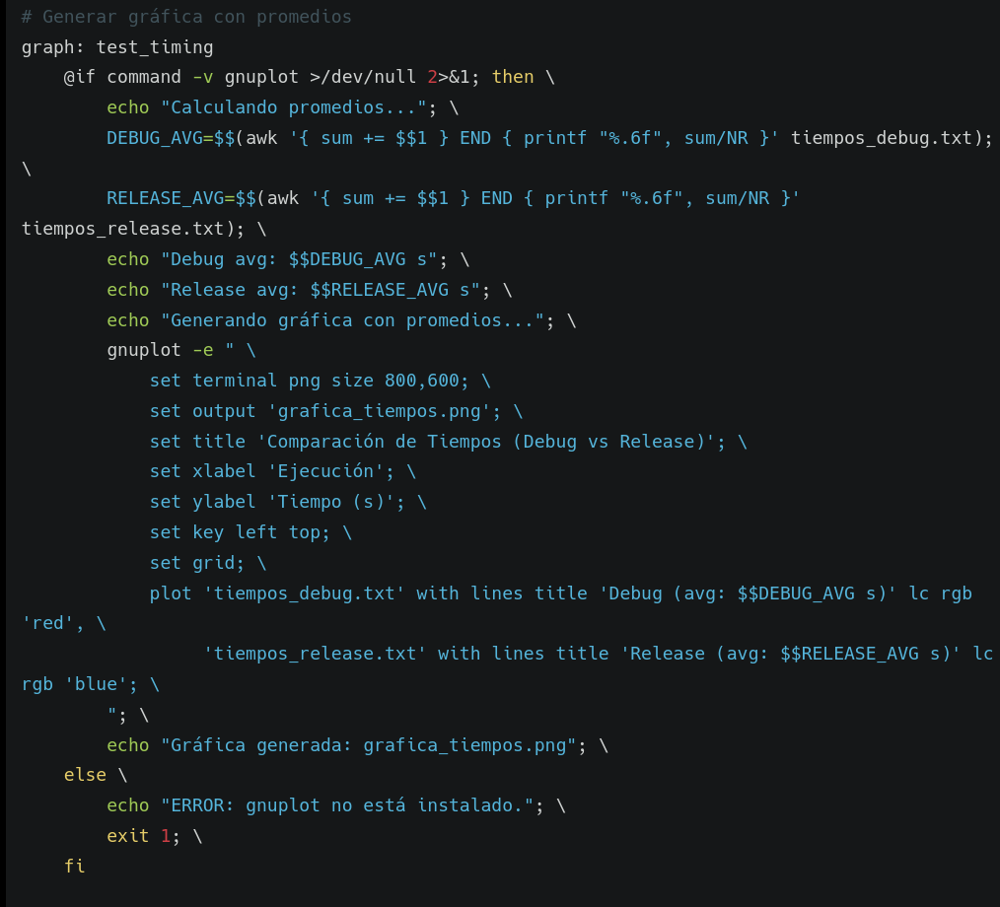 # Generar gráfica con promedios
graph: test_timing
    @if command -v gnuplot >/dev/null 2>&1; then \
        echo "Calculando promedios..."; \
        DEBUG_AVG=$$(awk '{ sum += $$1 } END { printf "%.6f", sum/NR }' tiempos_debug.txt);
\
        RELEASE_AVG=$$(awk '{ sum += $$1 } END { printf "%.6f", sum/NR }'
tiempos_release.txt); \
        echo "Debug avg: $$DEBUG_AVG s"; \
        echo "Release avg: $$RELEASE_AVG s"; \
        echo "Generando gráfica con promedios..."; \
        gnuplot -e " \
            set terminal png size 800,600; \
            set output 'grafica_tiempos.png'; \
            set title 'Comparación de Tiempos (Debug vs Release)'; \
            set xlabel 'Ejecución'; \
            set ylabel 'Tiempo (s)'; \
            set key left top; \
            set grid; \
            plot 'tiempos_debug.txt' with lines title 'Debug (avg: $$DEBUG_AVG s)' lc rgb
'red', \
                 'tiempos_release.txt' with lines title 'Release (avg: $$RELEASE_AVG s)' lc
rgb 'blue'; \
        "; \
        echo "Gráfica generada: grafica_tiempos.png"; \
    else \
        echo "ERROR: gnuplot no está instalado."; \
        exit 1; \
    fi